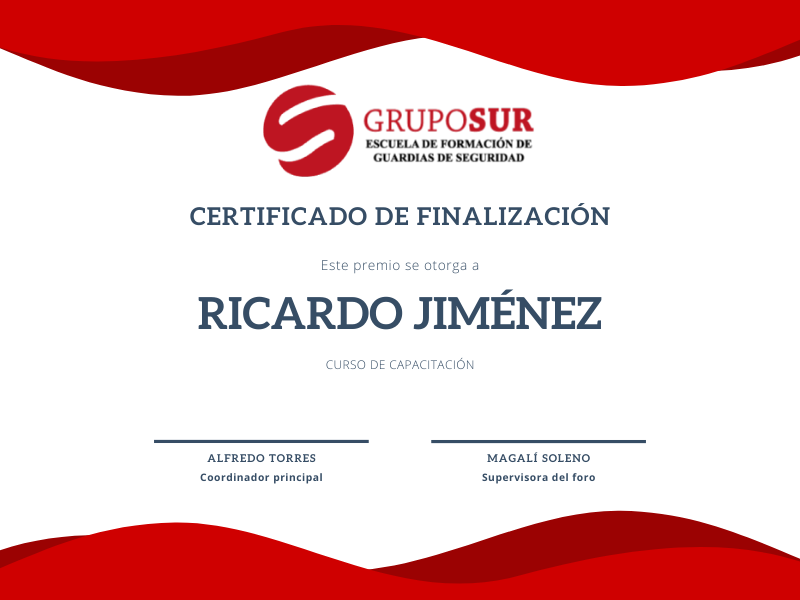 GRUPOSUR
ESCUELA DE FORMACIÓN DE
GUARDIAS DE SEGURIDAD
CERTIFICADO DE FINALIZACIÓN
Este premio se otorga a
RICARDO JIMÉNEZ
CURSO DE CAPACITACIÓN
ALFREDO TORRES
Coordinador principal
MAGALÍ SOLENO
Supervisora del foro